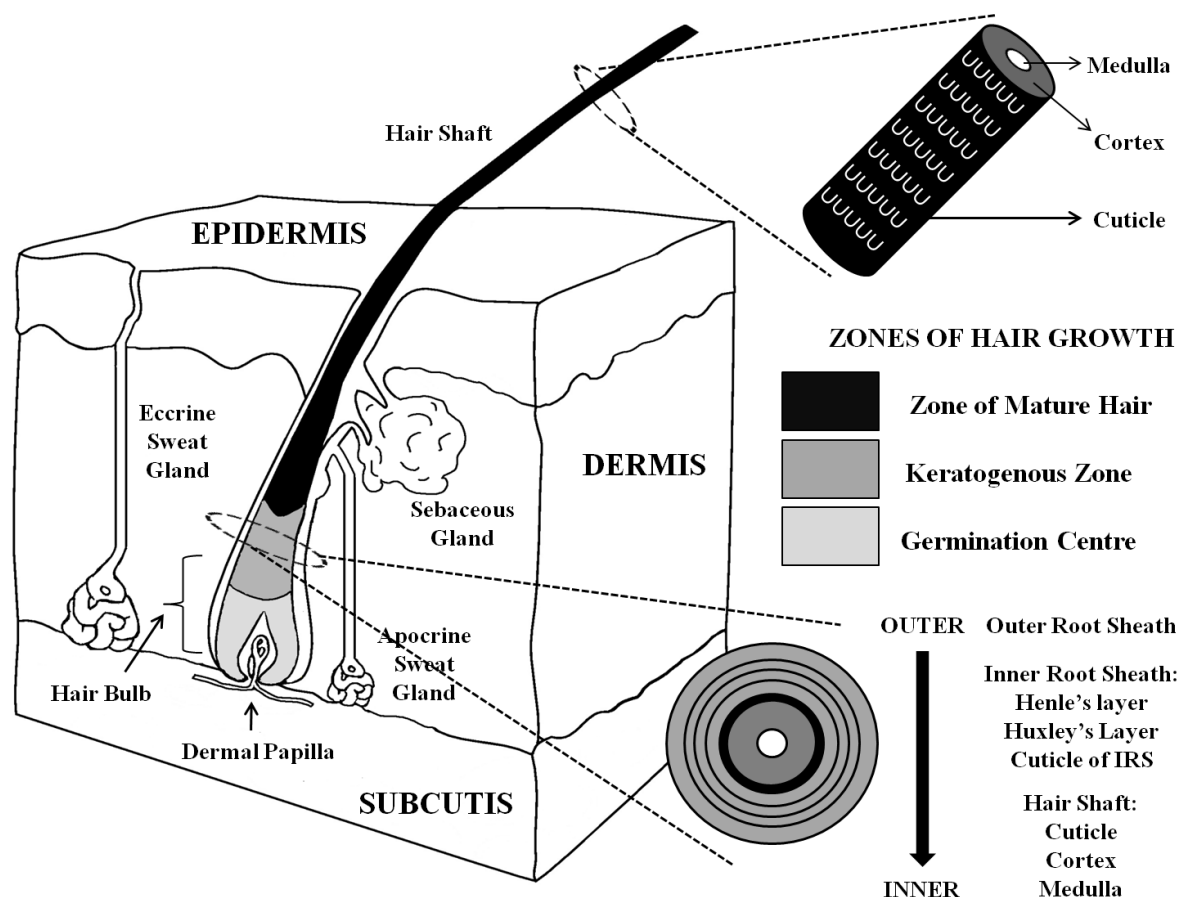 Hair Shaft
Medulla
Cortex
Cuticle
EPIDERMIS
Eccrine
Sweat
Gland
DERMIS
Sebaceous
Gland
Apocrine
Sweat
Gland
Hair Bulb
Dermal Papilla
SUBCUTIS
ZONES OF HAIR GROWTH
Zone of Mature Hair
Keratogenous Zone
Germination Centre
OUTER
INNER
Outer Root Sheath
Inner Root Sheath:
Henle's layer
Huxley's Layer
Cuticle of IRS
Hair Shaft:
Cuticle
Cortex
Medulla